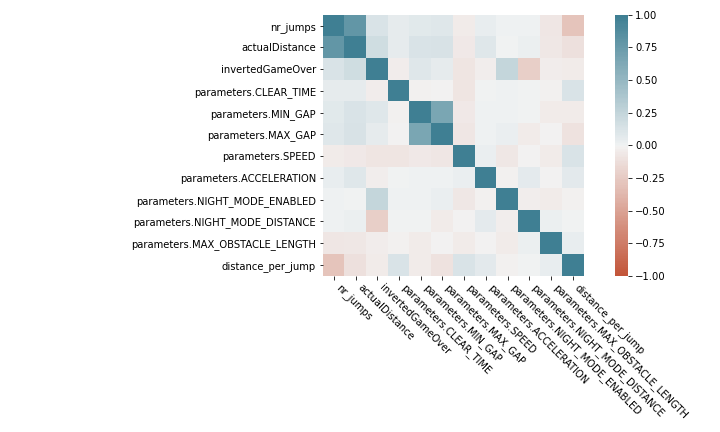 nr_jumps
actualDistance
invertedGameOver
parameters.CLEAR_TIME
parameters.MIN_GAP
parameters.MAX_GAP
parameters.SPEED
parameters.ACCELERATION
parameters.NIGHT_MODE_ENABLED
parameters.NIGHT_MODE_DISTANCE
parameters.MAX_OBSTACLE_LENGTH
distance_per_jump
nr_jumps
actualDistance
invertedGameOver
parameters.CLEAR_TIME
parameters.MIN_GAP
parameters.MAX_GAP
parameters.SPEED
parameters.ACCELERATION
parameters.NIGHT_MODE_ENABLED
parameters.NIGHT_MODE_DISTANCE
parameters.MAX_OBSTACLE_LENGTH
distance_per_jump
1.00
0.75
0.50
0.25
0.00
−0.25
−0.50
−0.75
−1.00